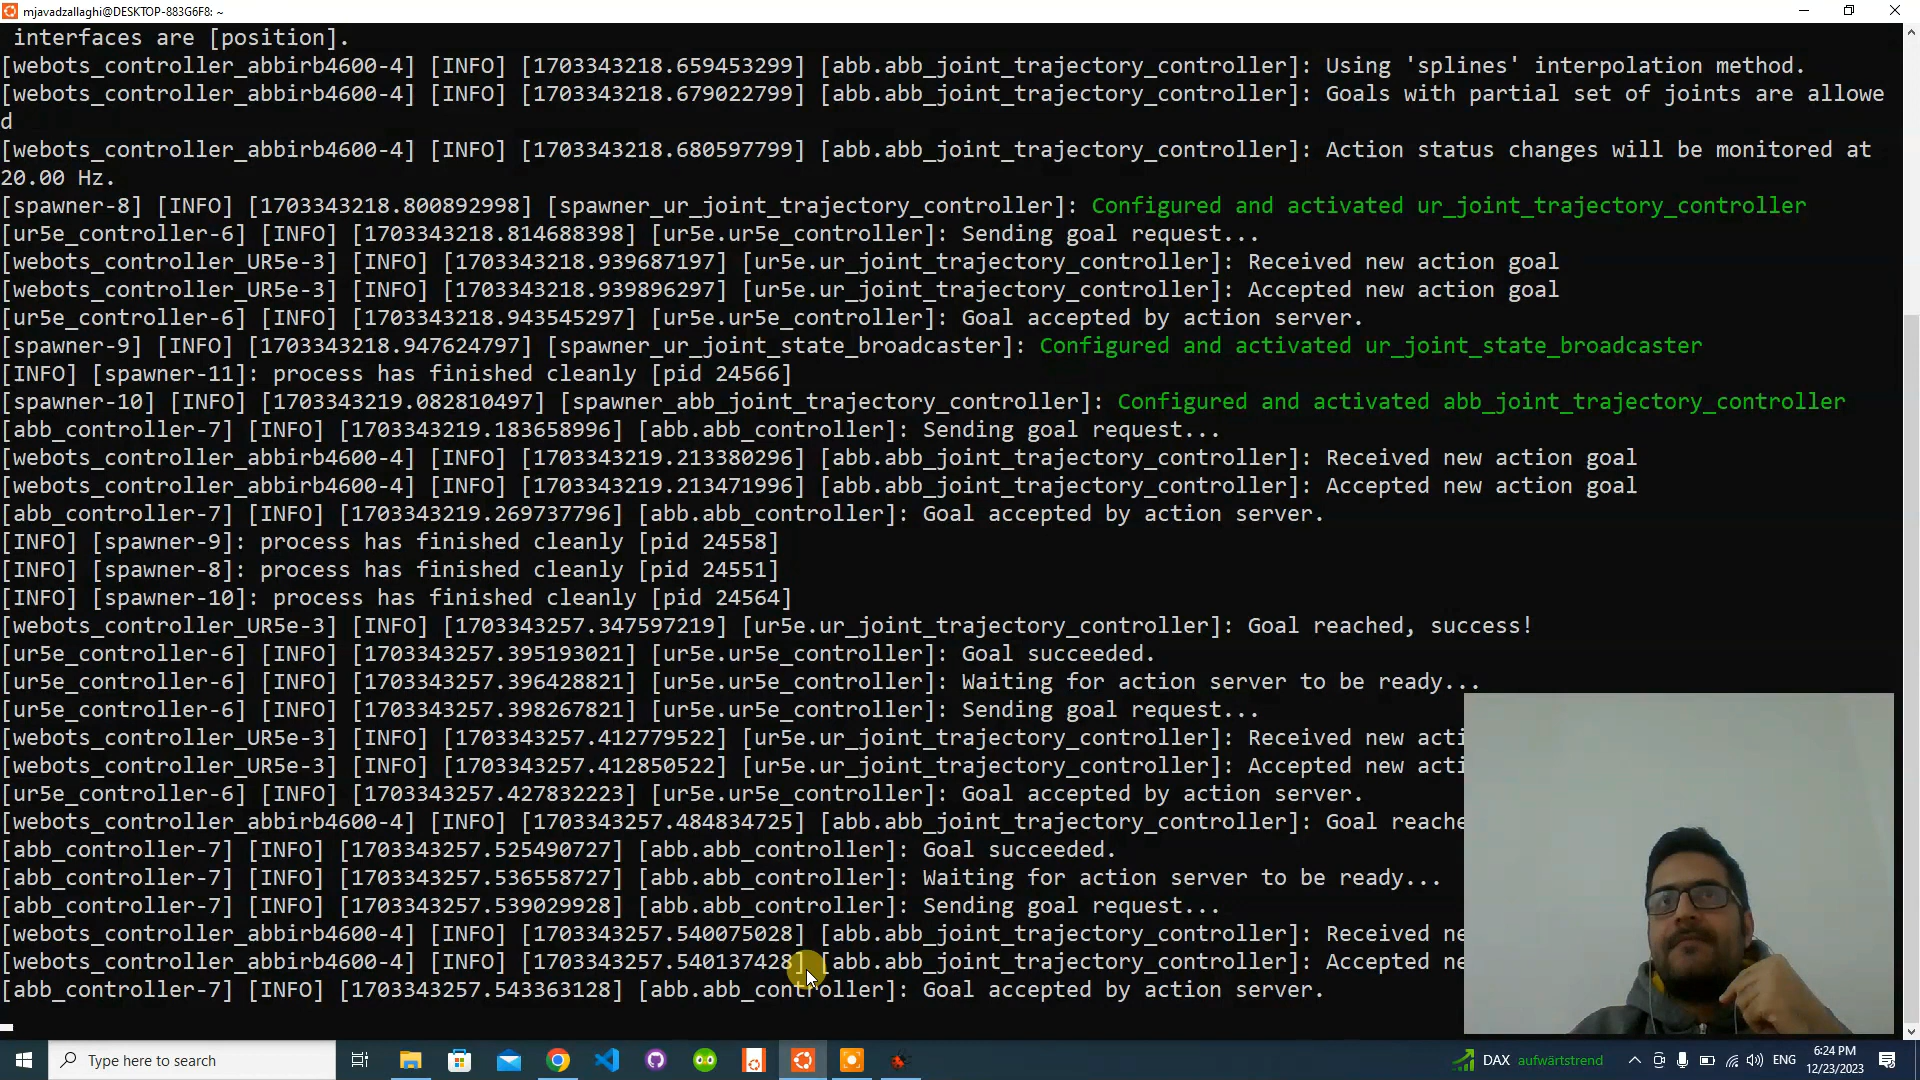 mjavadzallaghi@DESKTOP-883G6F8: ~
interfaces are [position].
[webots_controller_abbirb4600-4] [INFO] [1703343218.659453299] [abb.abb_joint_trajectory_controller]: Using 'splines' interpolation method.
[webots_controller_abbirb4600-4] [INFO] [1703343218.679022799] [abb.abb_joint_trajectory_controller]: Goals with partial set of joints are allowe
d
[webots_controller_abbirb4600-4] [INFO] [1703343218.680597799] [abb.abb_joint_trajectory_controller]: Action status changes will be monitored at
20.00 Hz.
[spawner-8] [INFO] [1703343218.800892998] [spawner_ur_joint_trajectory_controller]: Configured and activated ur_joint_trajectory_controller
[ur5e_controller-6] [INFO] [1703343218.814688398] [ur5e.ur5e_controller]: Sending goal request...
[webots_controller_UR5e-3] [INFO] [1703343218.939687197] [ur5e.ur_joint_trajectory_controller]: Received new action goal
[webots_controller_UR5e-3] [INFO] [1703343218.939896297] [ur5e.ur_joint_trajectory_controller]: Accepted new action goal
[ur5e_controller-6] [INFO] [1703343218.943545297] [ur5e.ur5e_controller]: Goal accepted by action server.
[spawner-9] [INFO] [1703343218.947624797] [spawner_ur_joint_state_broadcaster]: Configured and activated ur_joint_state_broadcaster
[INFO] [spawner-11]: process has finished cleanly [pid 24566]
[spawner-10] [INFO] [1703343219.082810497] [spawner_abb_joint_trajectory_controller]: Configured and activated abb_joint_trajectory_controller
[abb_controller-7] [INFO] [1703343219.183658996] [abb.abb_controller]: Sending goal request...
[webots_controller_abbirb4600-4] [INFO] [1703343219.213380296] [abb.abb_joint_trajectory_controller]: Received new action goal
[webots_controller_abbirb4600-4] [INFO] [1703343219.213471996] [abb.abb_joint_trajectory_controller]: Accepted new action goal
[abb_controller-7] [INFO] [1703343219.269737796] [abb.abb_controller]: Goal accepted by action server.
[INFO] [spawner-9]: process has finished cleanly [pid 24558]
[INFO] [spawner-8]: process has finished cleanly [pid 24551]
[INFO] [spawner-10]: process has finished cleanly [pid 24564]
[webots_controller_UR5e-3] [INFO] [1703343257.347597219] [ur5e.ur_joint_trajectory_controller]: Goal reached, success!
[ur5e_controller-6] [INFO] [1703343257.395193021] [ur5e.ur5e_controller]: Goal succeeded.
[ur5e_controller-6] [INFO] [1703343257.396428821] [ur5e.ur5e_controller]: Waiting for action server to be ready...
[ur5e_controller-6] [INFO] [1703343257.398267821] [ur5e.ur5e_controller]: Sending goal request...
[webots_controller_UR5e-3] [INFO] [1703343257.412779522] [ur5e.ur_joint_trajectory_controller]: Received new acti
[webots_controller_UR5e-3] [INFO] [1703343257.412850522] [ur5e.ur_joint_trajectory_controller]: Accepted new acti
[ur5e_controller-6] [INFO] [1703343257.427832223] [ur5e.ur5e_controller]: Goal accepted by action server.
[webots_controller_abbirb4600-4] [INFO] [1703343257.484834725] [abb.abb_joint_trajectory_controller]: Goal reache
[abb_controller-7] [INFO] [1703343257.525490727] [abb.abb_controller]: Goal succeeded.
[abb_controller-7] [INFO] [1703343257.536558727] [abb.abb_controller]: Waiting for action server to be ready...
[abb_controller-7] [INFO] [1703343257.539029928] [abb.abb_controller]: Sending goal request...
[webots_controller_abbirb4600-4] [INFO] [1703343257.540075028] [abb.abb_joint_trajectory_controller]: Received ne
[webots_controller_abbirb4600-4] [INFO] [1703343257.540137428] [abb.abb_joint_trajectory_controller]: Accepted ne
[abb_controller-7] [INFO] [1703343257.543363128] [abb.abb_controller]: Goal accepted by action server.
Type here to search
DAX aufwärtstrend
ENG
6:24 PM
12/23/2023